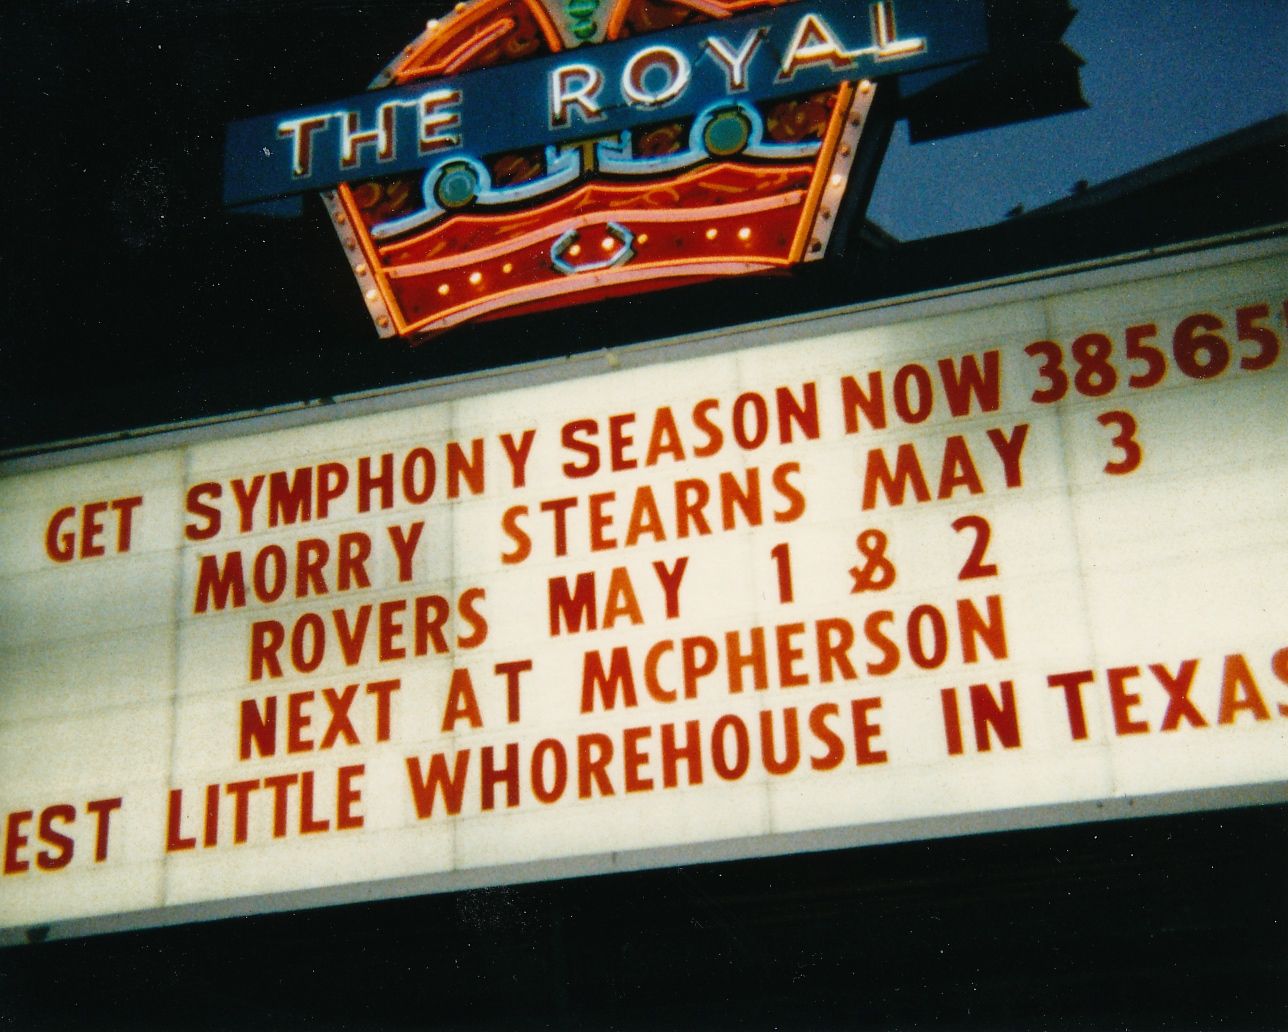 THE ROYAL
GET SYMPHONY SEASON NOW 38565
MORRY STEARNS MAY 3
ROVERS MAY 1 & 2
NEXT AT MCPHERSON
EST LITTLE WHOREHOUSE IN TEXAS